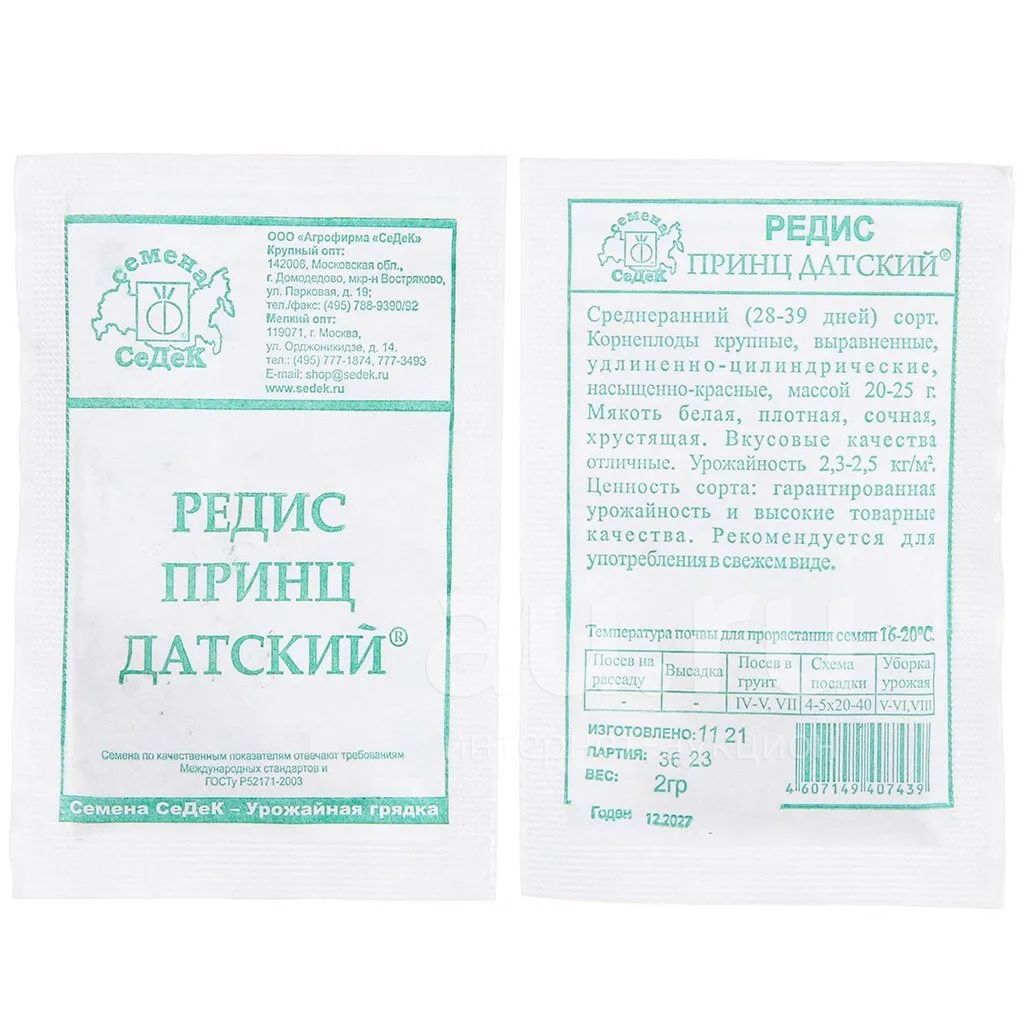 семена
СеДеК
ООО «Агрофирма «СеДеК»
Крупный опт:
142006, Московская обл.,
г. Домодедово, мкр-н Востряково,
ул. Парковая, д. 19;
тел./факс: (495) 788-9390/92
Мелкий опт:
119071, г. Москва,
ул. Орджоникидзе, д. 14.
тел.: (495) 777-1874, 777-3493
E-mail: shop@sedek.ru
www.sedek.ru
РЕДИС
ПРИНЦ
ДАТСКИЙ®
Семена по качественным показателям отвечают требованиям
Международных стандартов и
ГОСТу Р52171-2003
Семена СеДеК – Урожайная грядка
семена
СеДеК
РЕДИС
ПРИНЦ ДАТСКИЙ®
Среднеранний (28-39 дней) сорт.
Корнеплоды крупные, выравненные,
удлиненно-цилиндрические,
насыщенно-красные, массой 20-25 г.
Мякоть белая, плотная, сочная,
хрустящая. Вкусовые качества
отличные. Урожайность 2,3-2,5 кг/м².
Ценность сорта: гарантированная
урожайность и высокие товарные
качества. Рекомендуется для
употребления в свежем виде.
Температура почвы для прорастания семян 16-20°С.
Посев на рассаду Высадка Посев в грунт Схема посадки Уборка урожая
- - IV-V, VII 4-5х20-40 V-VI,VIII
ИЗГОТОВЛЕНО: 11 21
ПАРТИЯ: 36 23
ВЕС: 2гр
4 607149 407439
Годен 12.2027
au.ru
интернет-аукцион